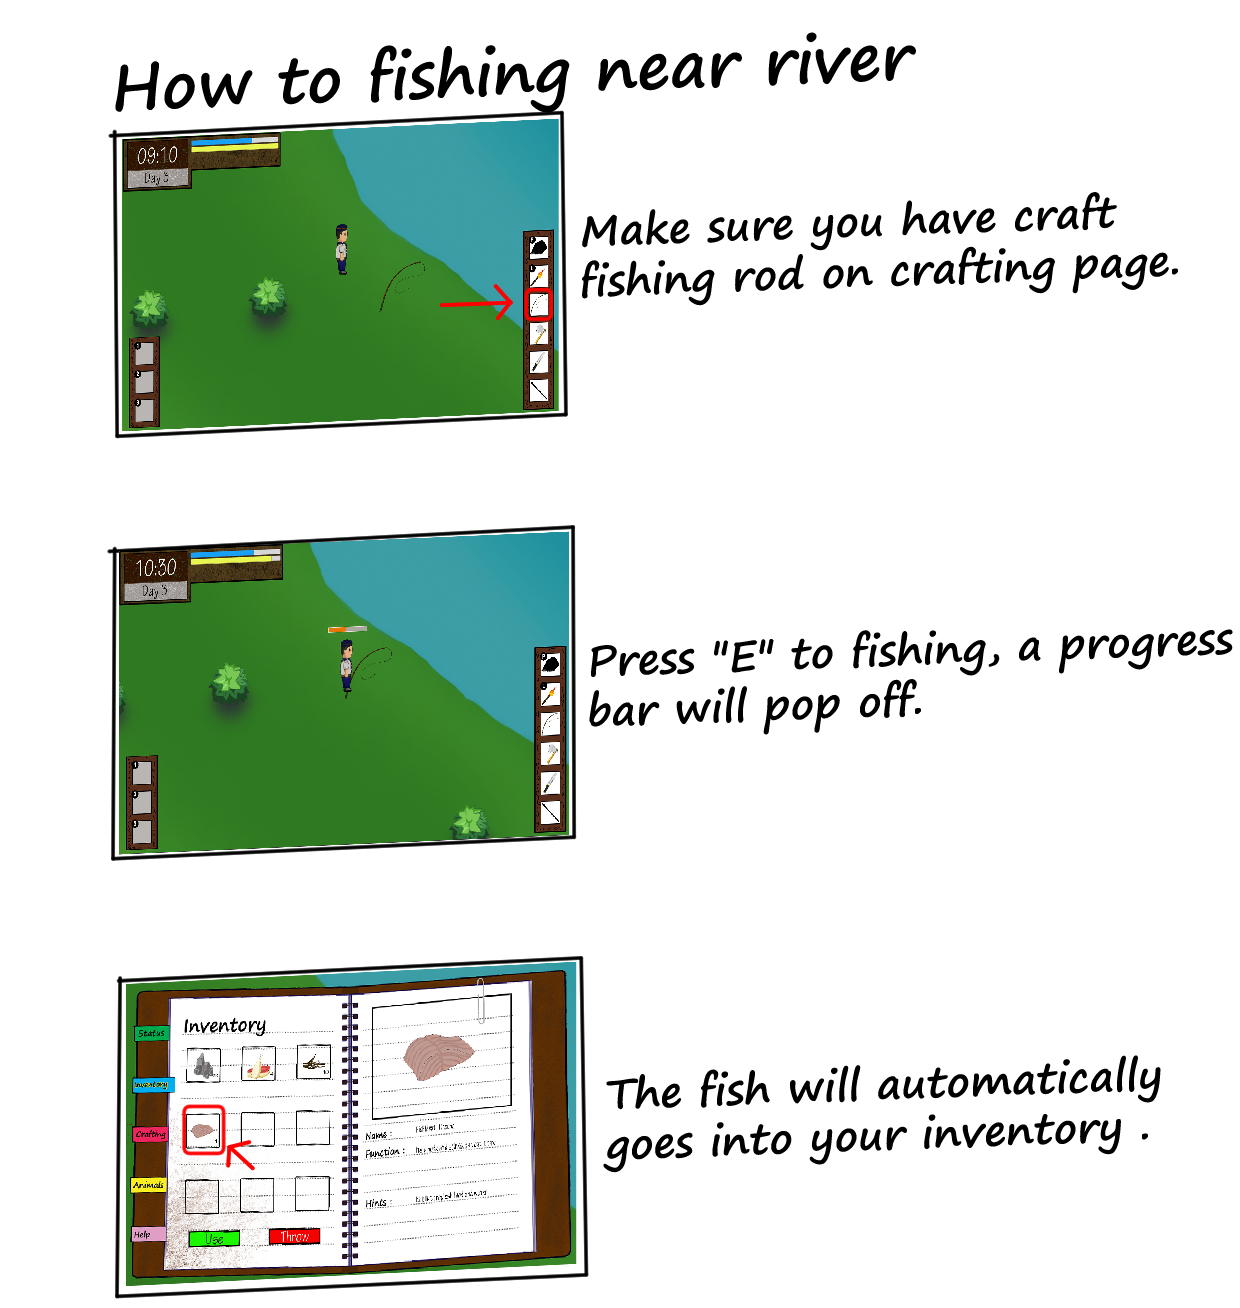 How to fishing near river
09:10
Day 3
Make sure you have craft
fishing rod on crafting page.
10:30
Day 3
Press "E" to fishing, a progress
bar will pop off.
Status
Inventory
Crafting
Animals
Help
Inventory
Use
Throw
Name :
Function :
Hints :
The fish will automatically
goes into your inventory .